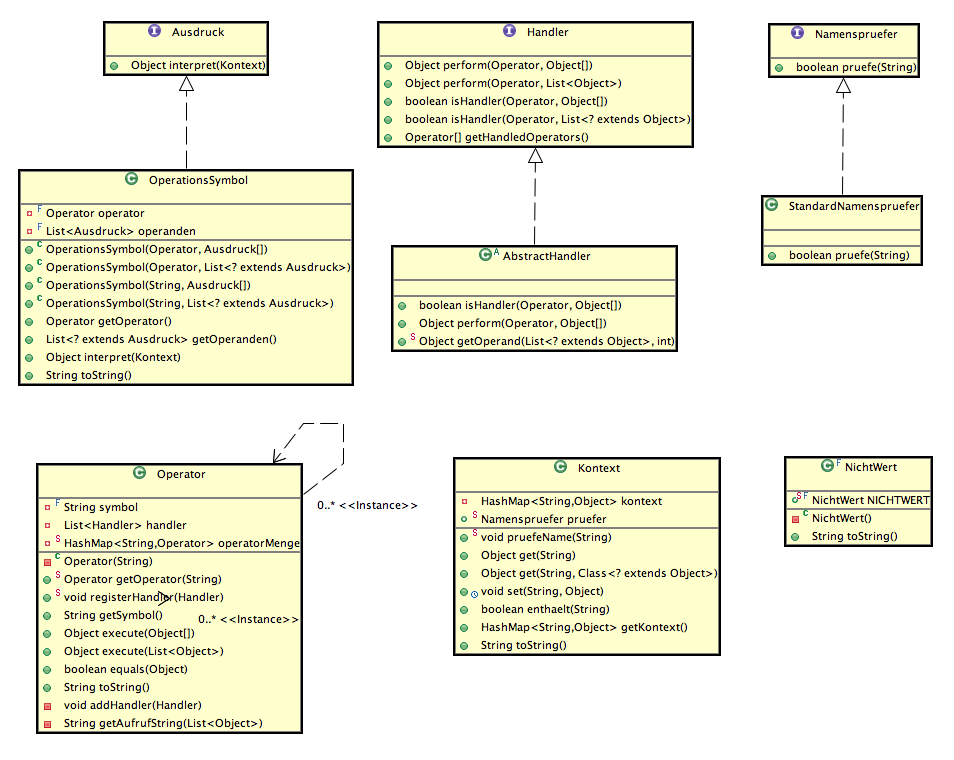 Ausdruck
Object interpret(Kontext)
Handler
Object perform(Operator, Object[])
Object perform(Operator, List<Object>)
boolean isHandler(Operator, Object[])
boolean isHandler(Operator, List<? extends Object>)
Operator[] getHandledOperators()
Namenspruefer
boolean pruefe(String)
OperationsSymbol
Operator operator
List<Ausdruck> operanden
OperationsSymbol(Operator, Ausdruck[])
OperationsSymbol(Operator, List<? extends Ausdruck>)
OperationsSymbol(String, Ausdruck[])
OperationsSymbol(String, List<? extends Ausdruck>)
Operator getOperator()
List<? extends Ausdruck> getOperanden()
Object interpret(Kontext)
String toString()
AbstractHandler
boolean isHandler(Operator, Object[])
Object perform(Operator, Object[])
Object getOperand(List<? extends Object>, int)
StandardNamenspruefer
boolean pruefe(String)
Operator
String symbol
List<Handler> handler
HashMap<String,Operator> operatorMenge
Operator(String)
Operator getOperator(String)
void registerHandler(Handler)
String getSymbol()
Object execute(Object[])
Object execute(List<Object>)
boolean equals(Object)
String toString()
void addHandler(Handler)
String getAufrufString(List<Object>)
0..* <<Instance>>
0..* <<Instance>>
Kontext
HashMap<String,Object> kontext
Namenspruefer pruefer
void pruefeName(String)
Object get(String)
Object get(String, Class<? extends Object>)
void set(String, Object)
boolean enthaelt(String)
HashMap<String,Object> getKontext()
String toString()
NichtWert
NichtWert NICHTWERT
NichtWert()
String toString()